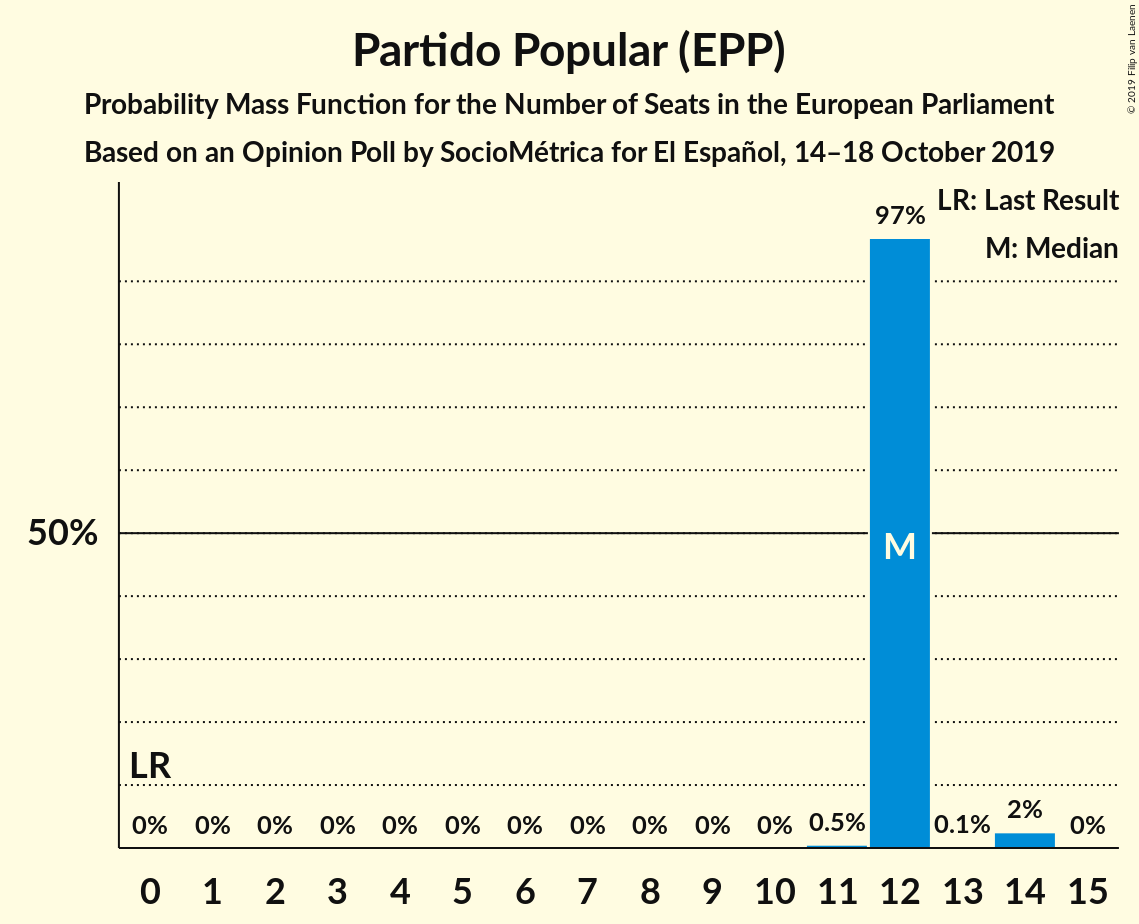 Partido Popular (EPP)
Probability Mass Function for the Number of Seats in the European Parliament
Based on an Opinion Poll by SocioMétrica for El Español, 14–18 October 2019
© 2019 Filip van Laenen
LR: Last Result
M: Median
97%
50%
M
LR
0% 0% 0% 0% 0% 0% 0% 0% 0% 0% 0% 0.5% 0.1% 2% 0%
0 1 2 3 4 5 6 7 8 9 10 11 12 13 14 15